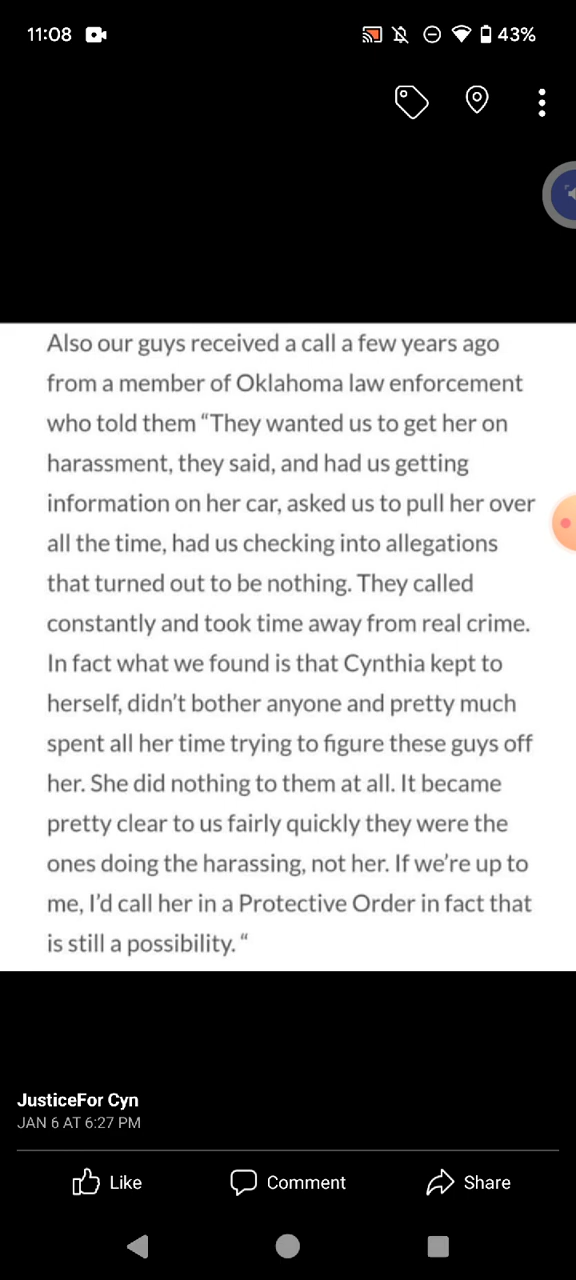 11:08
43%
Also our guys received a call a few years ago
from a member of Oklahoma law enforcement
who told them “They wanted us to get her on
harassment, they said, and had us getting
information on her car, asked us to pull her over
all the time, had us checking into allegations
that turned out to be nothing. They called
constantly and took time away from real crime.
In fact what we found is that Cynthia kept to
herself, didn’t bother anyone and pretty much
spent all her time trying to figure these guys off
her. She did nothing to them at all. It became
pretty clear to us fairly quickly they were the
ones doing the harassing, not her. If we’re up to
me, I’d call her in a Protective Order in fact that
is still a possibility. “
JusticeFor Cyn
JAN 6 AT 6:27 PM
Like
Comment
Share